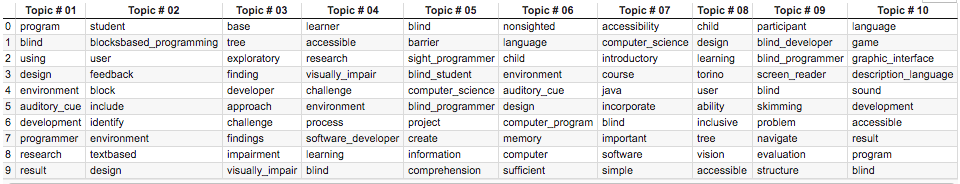 Topic # 01 Topic # 02 Topic # 03 Topic # 04 Topic # 05 Topic # 06 Topic # 07 Topic # 08 Topic # 09 Topic # 10
0 program student base learner blind nonsighted accessibility child participant language
1 blind blocksbased_programming tree accessible barrier language computer_science design blind_developer game
2 using user exploratory research sight_programmer child introductory learning blind_programmer graphic_interface
3 design feedback finding visually_impair blind_student environment course torino screen_reader description_language
4 environment block developer challenge computer_science auditory_cue java user blind sound
5 auditory_cue include approach environment blind_programmer design incorporate ability skimming development
6 development identify challenge process project computer_program blind inclusive problem accessible
7 programmer environment findings software_developer create memory important tree navigate result
8 research textbased impairment learning information computer software vision evaluation program
9 result design visually_impair blind comprehension sufficient simple accessible structure blind